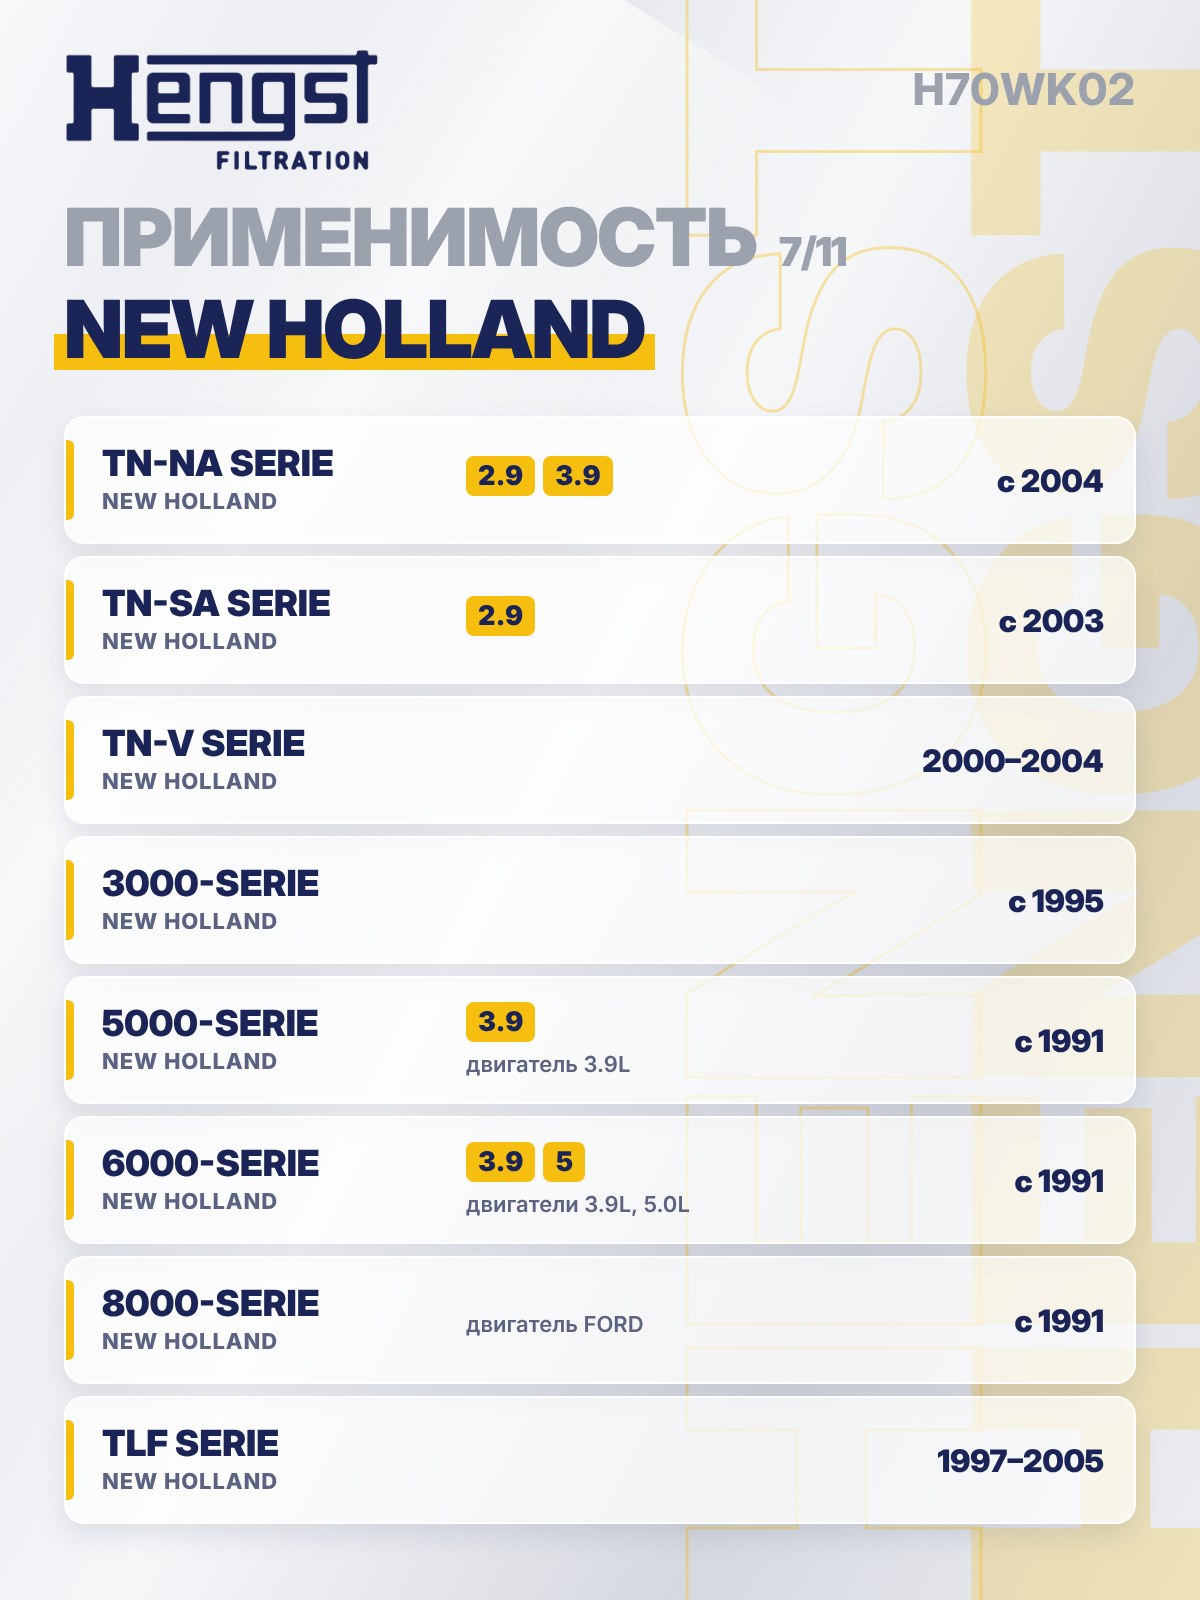 Hengst
FILTRATION
H70WK02
ПРИМЕНИМОСТЬ 7/11
NEW HOLLAND
TN-NA SERIE
NEW HOLLAND
2.9 3.9
с 2004
TN-SA SERIE
NEW HOLLAND
2.9
с 2003
TN-V SERIE
NEW HOLLAND
2000–2004
3000-SERIE
NEW HOLLAND
с 1995
5000-SERIE
NEW HOLLAND
3.9
двигатель 3.9L
с 1991
6000-SERIE
NEW HOLLAND
3.9 5
двигатели 3.9L, 5.0L
с 1991
8000-SERIE
NEW HOLLAND
двигатель FORD
с 1991
TLF SERIE
NEW HOLLAND
1997–2005
HENGST
HENGST